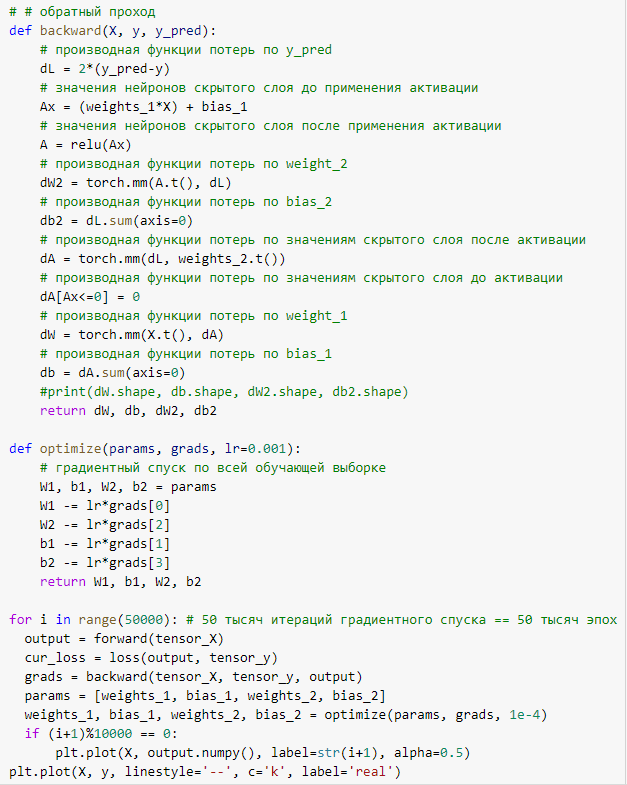 # # обратный проход
def backward(X, y, y_pred):
    # производная функции потерь по y_pred
    dL = 2*(y_pred-y)
    # значения нейронов скрытого слоя до применения активации
    Ax = (weights_1*X) + bias_1
    # значения нейронов скрытого слоя после применения активации
    A = relu(Ax)
    # производная функции потерь по weight_2
    dW2 = torch.mm(A.t(), dL)
    # производная функции потерь по bias_2
    db2 = dL.sum(axis=0)
    # производная функции потерь по значениям скрытого слоя после активации
    dA = torch.mm(dL, weights_2.t())
    # производная функции потерь по значениям скрытого слоя до активации
    dA[Ax<=0] = 0
    # производная функции потерь по weight_1
    dW = torch.mm(X.t(), dA)
    # производная функции потерь по bias_1
    db = dA.sum(axis=0)
    #print(dW.shape, db.shape, dW2.shape, db2.shape)
    return dW, db, dW2, db2

def optimize(params, grads, lr=0.001):
    # градиентный спуск по всей обучающей выборке
    W1, b1, W2, b2 = params
    W1 -= lr*grads[0]
    W2 -= lr*grads[2]
    b1 -= lr*grads[1]
    b2 -= lr*grads[3]
    return W1, b1, W2, b2

for i in range(50000): # 50 тысяч итераций градиентного спуска == 50 тысяч эпох
  output = forward(tensor_X)
  cur_loss = loss(output, tensor_y)
  grads = backward(tensor_X, tensor_y, output)
  params = [weights_1, bias_1, weights_2, bias_2]
  weights_1, bias_1, weights_2, bias_2 = optimize(params, grads, 1e-4)
  if (i+1)%10000 == 0:
      plt.plot(X, output.numpy(), label=str(i+1), alpha=0.5)
plt.plot(X, y, linestyle='--', c='k', label='real')